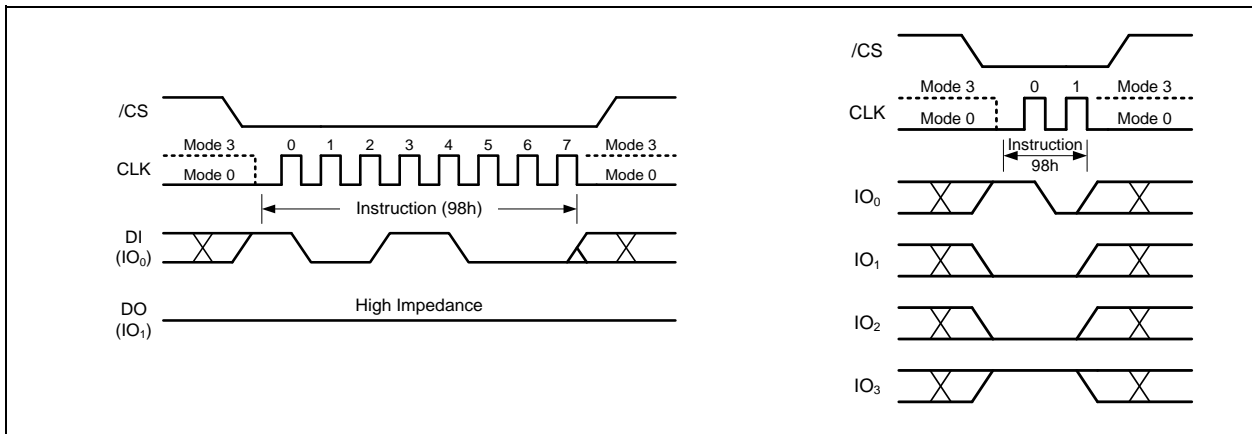 /CS
Mode 3 0 1 2 3 4 5 6 7 Mode 3
CLK Mode 0 Mode 0
Instruction (98h)
DI
(IO0)
DO High Impedance
(IO1)
/CS
Mode 3 0 1 Mode 3
CLK Mode 0 Mode 0
Instruction
98h
IO0
IO1
IO2
IO3